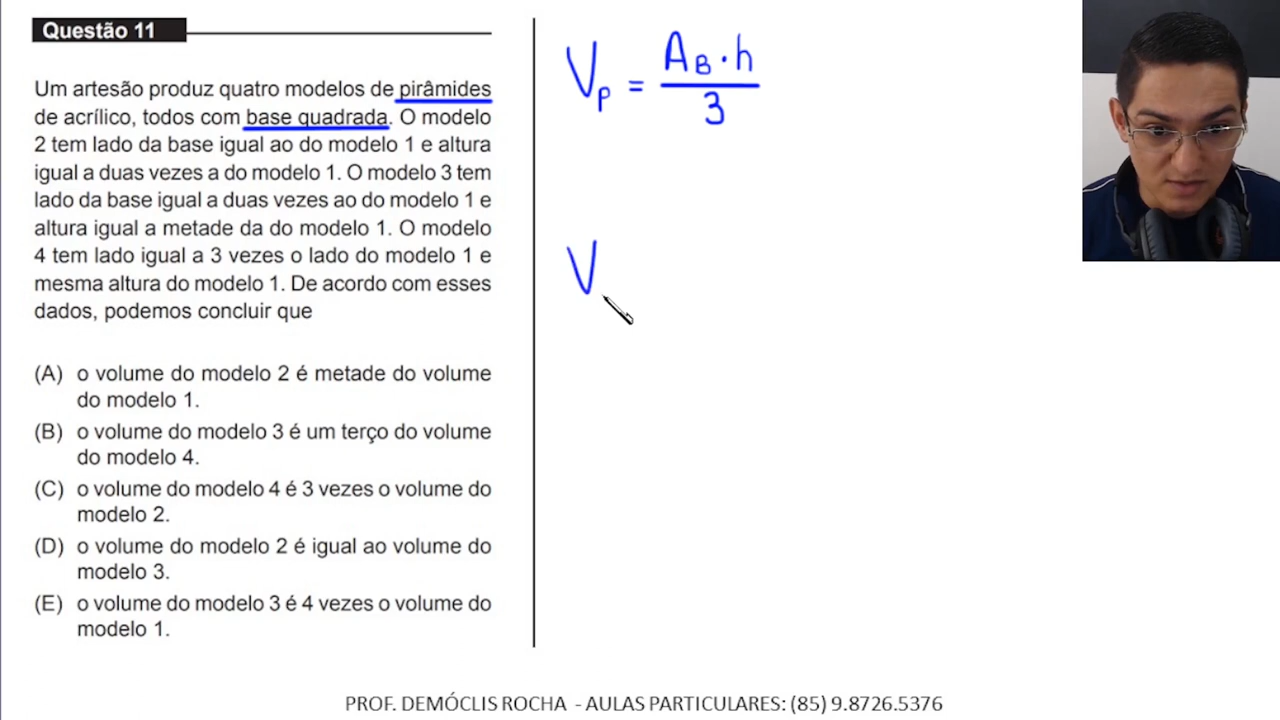 Questão 11
Um artesão produz quatro modelos de pirâmides
de acrílico, todos com base quadrada. O modelo
2 tem lado da base igual ao do modelo 1 e altura
igual a duas vezes a do modelo 1. O modelo 3 tem
lado da base igual a duas vezes ao do modelo 1 e
altura igual a metade da do modelo 1. O modelo
4 tem lado igual a 3 vezes o lado do modelo 1 e
mesma altura do modelo 1. De acordo com esses
dados, podemos concluir que
(A) o volume do modelo 2 é metade do volume
do modelo 1.
(B) o volume do modelo 3 é um terço do volume
do modelo 4.
(C) o volume do modelo 4 é 3 vezes o volume do
modelo 2.
(D) o volume do modelo 2 é igual ao volume do
modelo 3.
(E) o volume do modelo 3 é 4 vezes o volume do
modelo 1.
Vp = AB · h / 3
V
PROF. DEMÓCLIS ROCHA - AULAS PARTICULARES: (85) 9.8726.5376